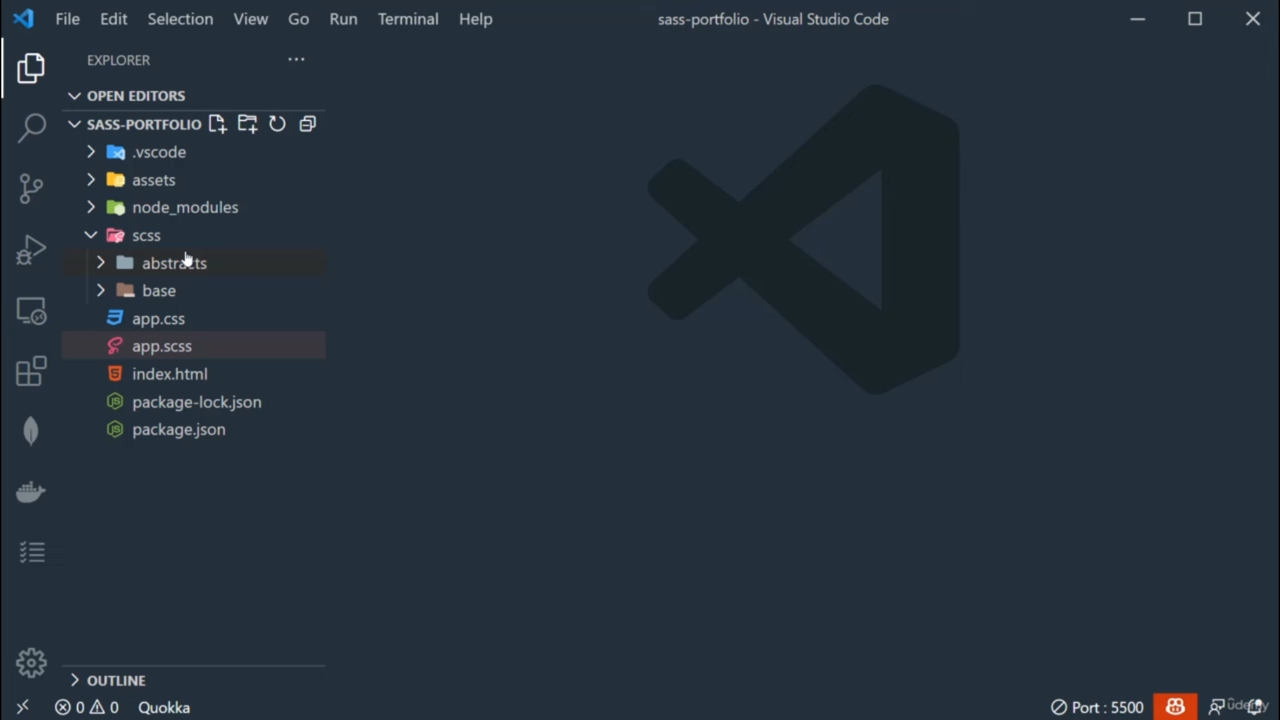 File Edit Selection View Go Run Terminal Help sass-portfolio - Visual Studio Code
EXPLORER
OPEN EDITORS
SASS-PORTFOLIO
.vscode
assets
node_modules
scss
abstracts
base
app.css
app.scss
index.html
package-lock.json
package.json
OUTLINE
0 0 Quokka Port : 5500 ûdemy